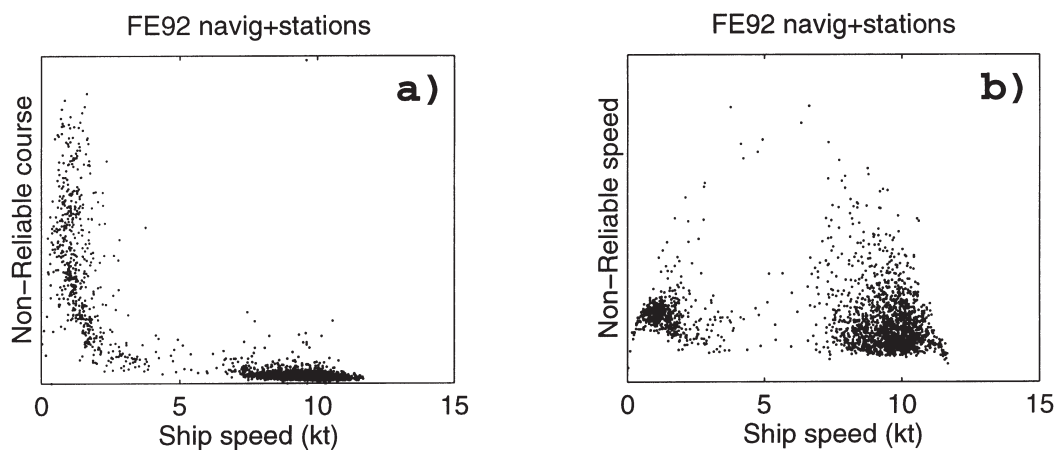 FE92 navig+stations
a)
Non-Reliable course
0 5 10 15
Ship speed (kt)
FE92 navig+stations
b)
Non-Reliable speed
0 5 10 15
Ship speed (kt)